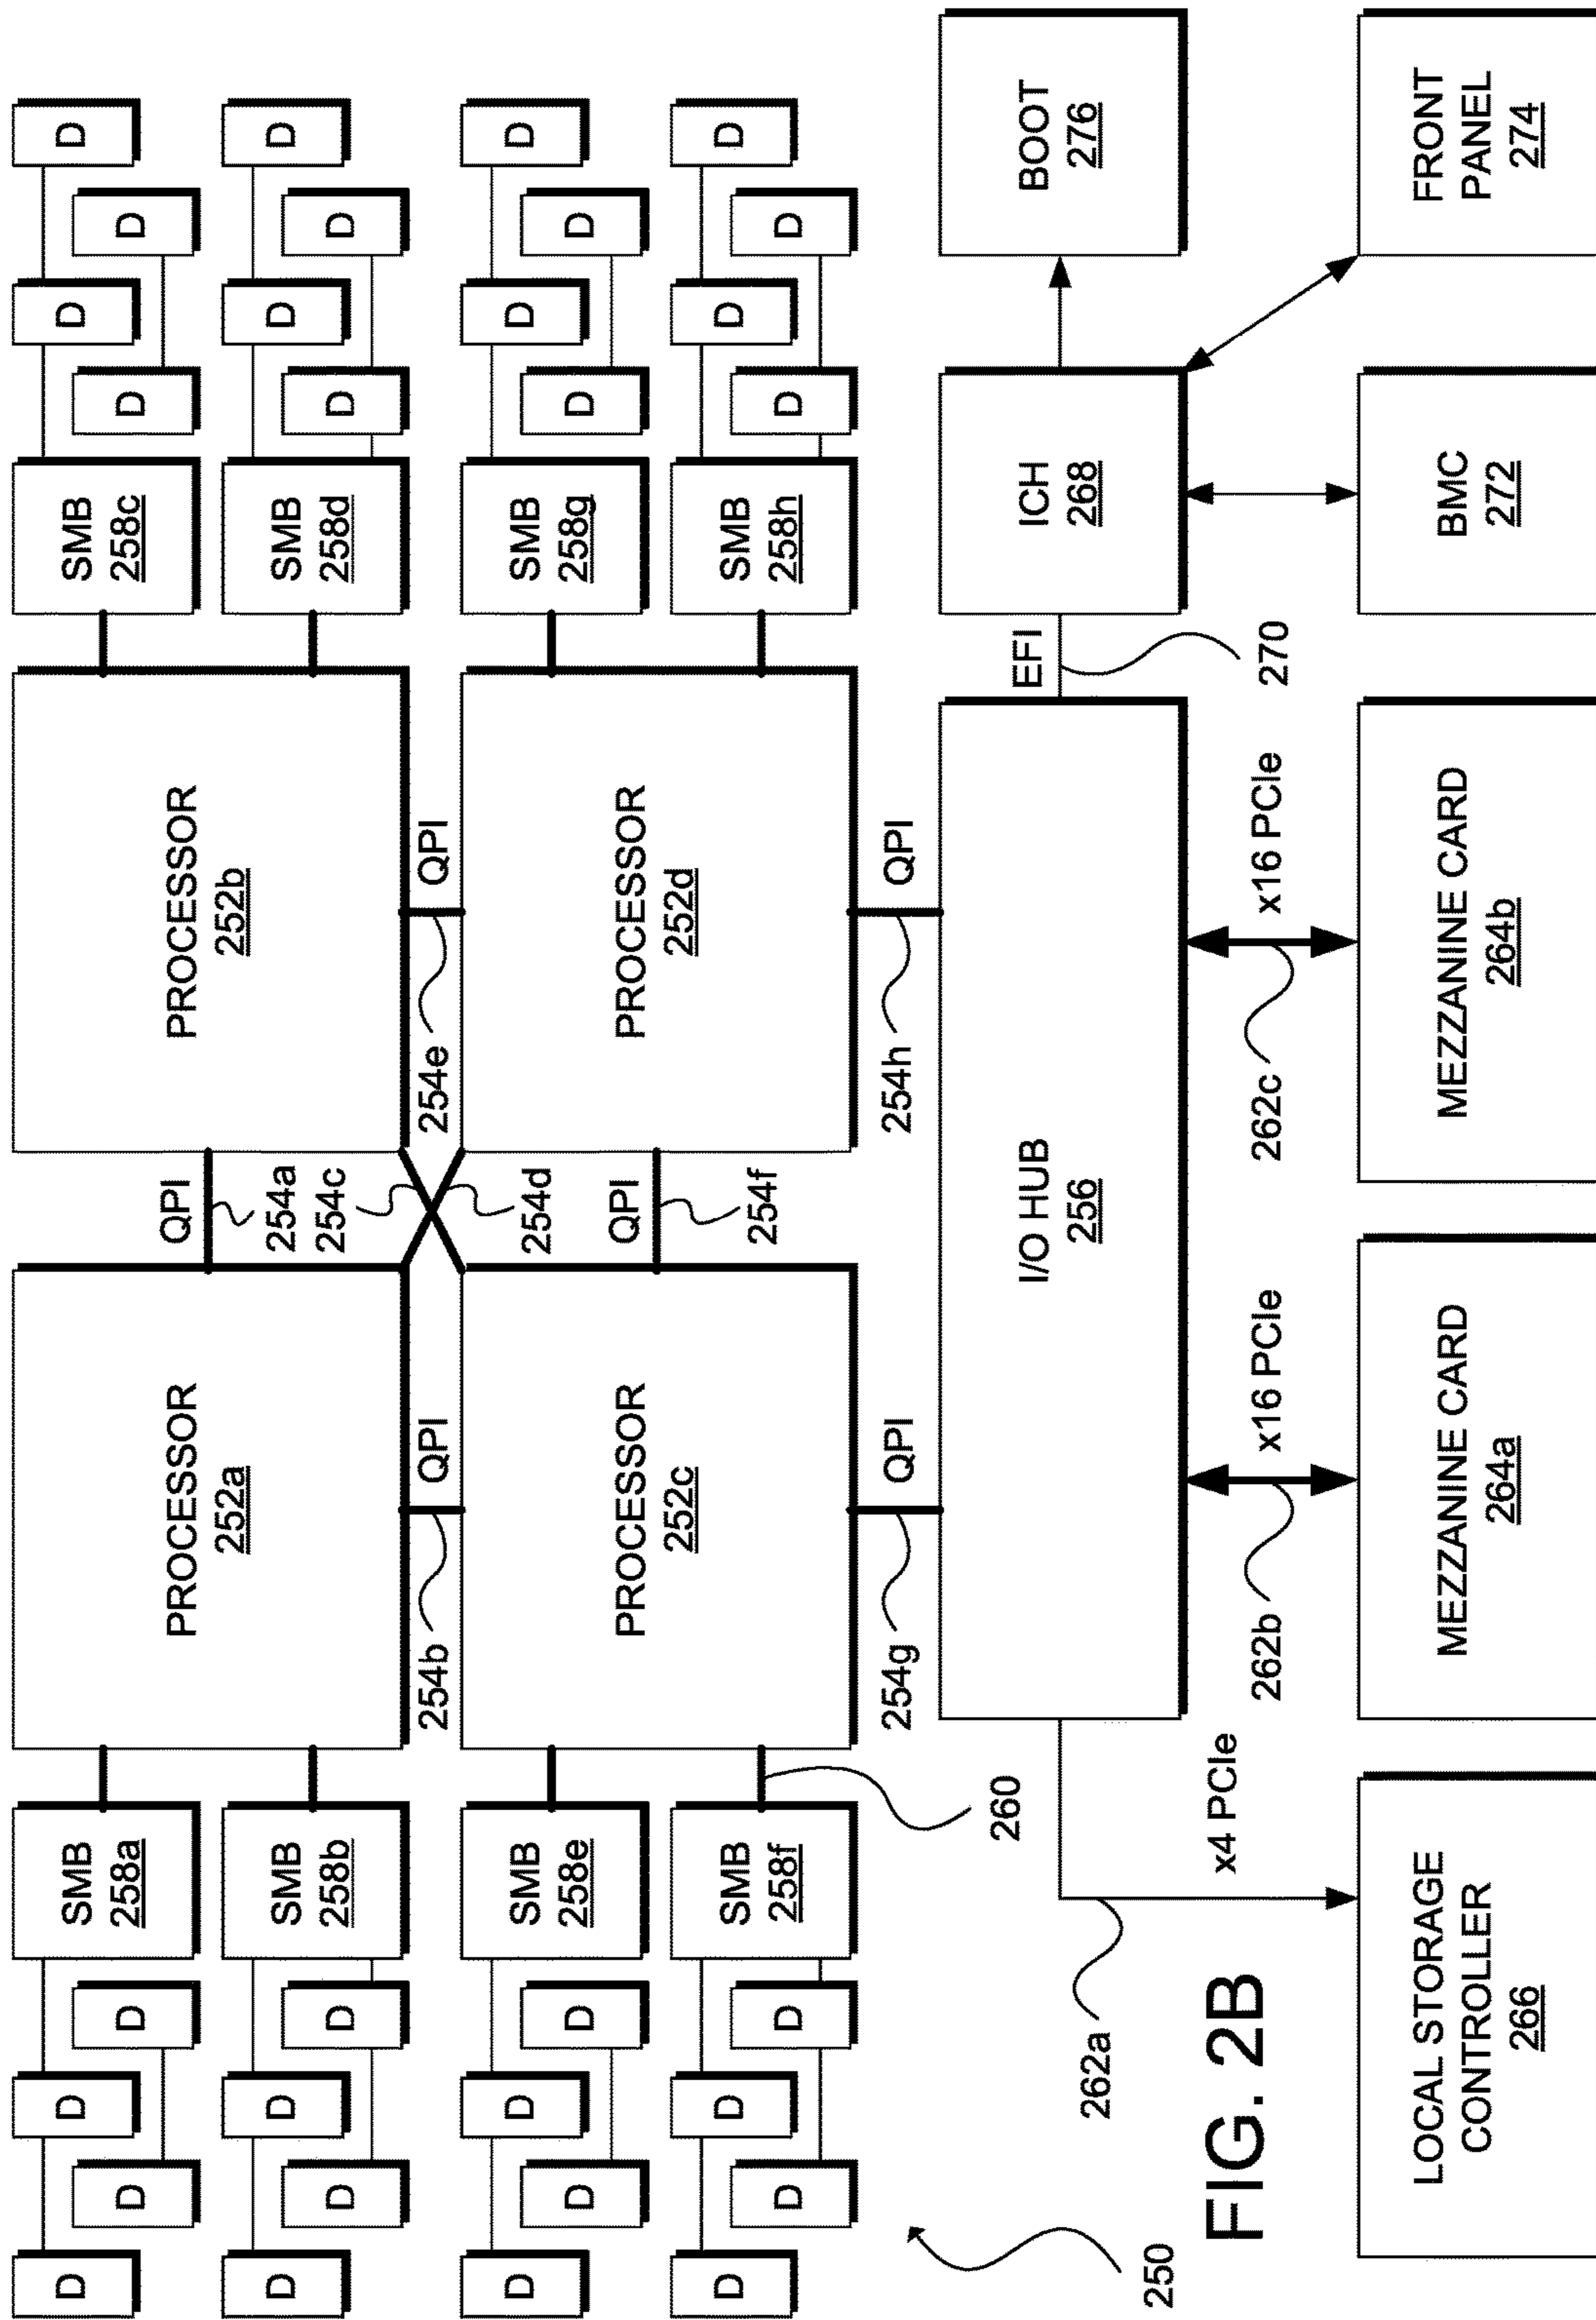 D D D D
SMB
258a
PROCESSOR
252a
QPI
254a
PROCESSOR
252b
SMB
258c
D D D D
D D D D
SMB
258b
254c
SMB
258d
D D D D
254b
QPI
254e
QPI
D D D D
SMB
258e
PROCESSOR
252c
254d
QPI
254f
PROCESSOR
252d
SMB
258g
D D D D
D D D D
SMB
258f
SMB
258h
D D D D
260
254g
QPI
254h
QPI
250
I/O HUB
256
EFI
270
ICH
268
BOOT
276
262a
x4 PCIe
262b
x16 PCIe
262c
x16 PCIe
FIG. 2B
LOCAL STORAGE
CONTROLLER
266
MEZZANINE CARD
264a
MEZZANINE CARD
264b
BMC
272
FRONT
PANEL
274